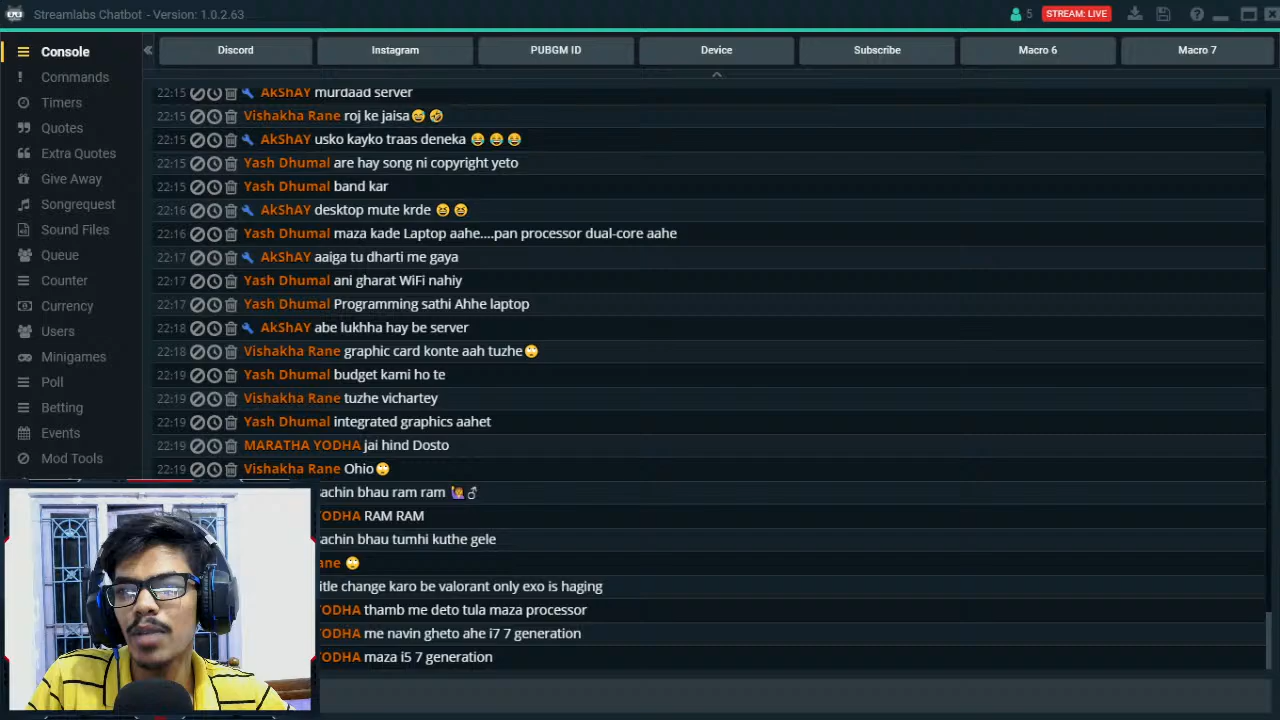 Streamlabs Chatbot - Version: 1.0.2.63
5
STREAM: LIVE
Console
Commands
Timers
Quotes
Extra Quotes
Give Away
Songrequest
Sound Files
Queue
Counter
Currency
Users
Minigames
Poll
Betting
Events
Mod Tools
Discord
Instagram
PUBGM ID
Device
Subscribe
Macro 6
Macro 7
22:15 AkShAY murdaad server
22:15 Vishakha Rane roj ke jaisa😅🤣
22:15 AkShAY usko kayko traas deneka 😂 😂 😂
22:15 Yash Dhumal are hay song ni copyright yeto
22:15 Yash Dhumal band kar
22:16 AkShAY desktop mute krde 😆 😆
22:16 Yash Dhumal maza kade Laptop aahe....pan processor dual-core aahe
22:17 AkShAY aaiga tu dharti me gaya
22:17 Yash Dhumal ani gharat WiFi nahiy
22:17 Yash Dhumal Programming sathi Ahhe laptop
22:18 AkShAY abe lukhha hay be server
22:18 Vishakha Rane graphic card konte aah tuzhe🙄
22:19 Yash Dhumal budget kami ho te
22:19 Vishakha Rane tuzhe vichartey
22:19 Yash Dhumal integrated graphics aahet
22:19 MARATHA YODHA jai hind Dosto
22:19 Vishakha Rane Ohio🙄
achin bhau ram ram 🙋🏽♂
YODHA RAM RAM
achin bhau tumhi kuthe gele
ane 🙄
itle change karo be valorant only exo is haging
YODHA thamb me deto tula maza processor
YODHA me navin gheto ahe i7 7 generation
YODHA maza i5 7 generation